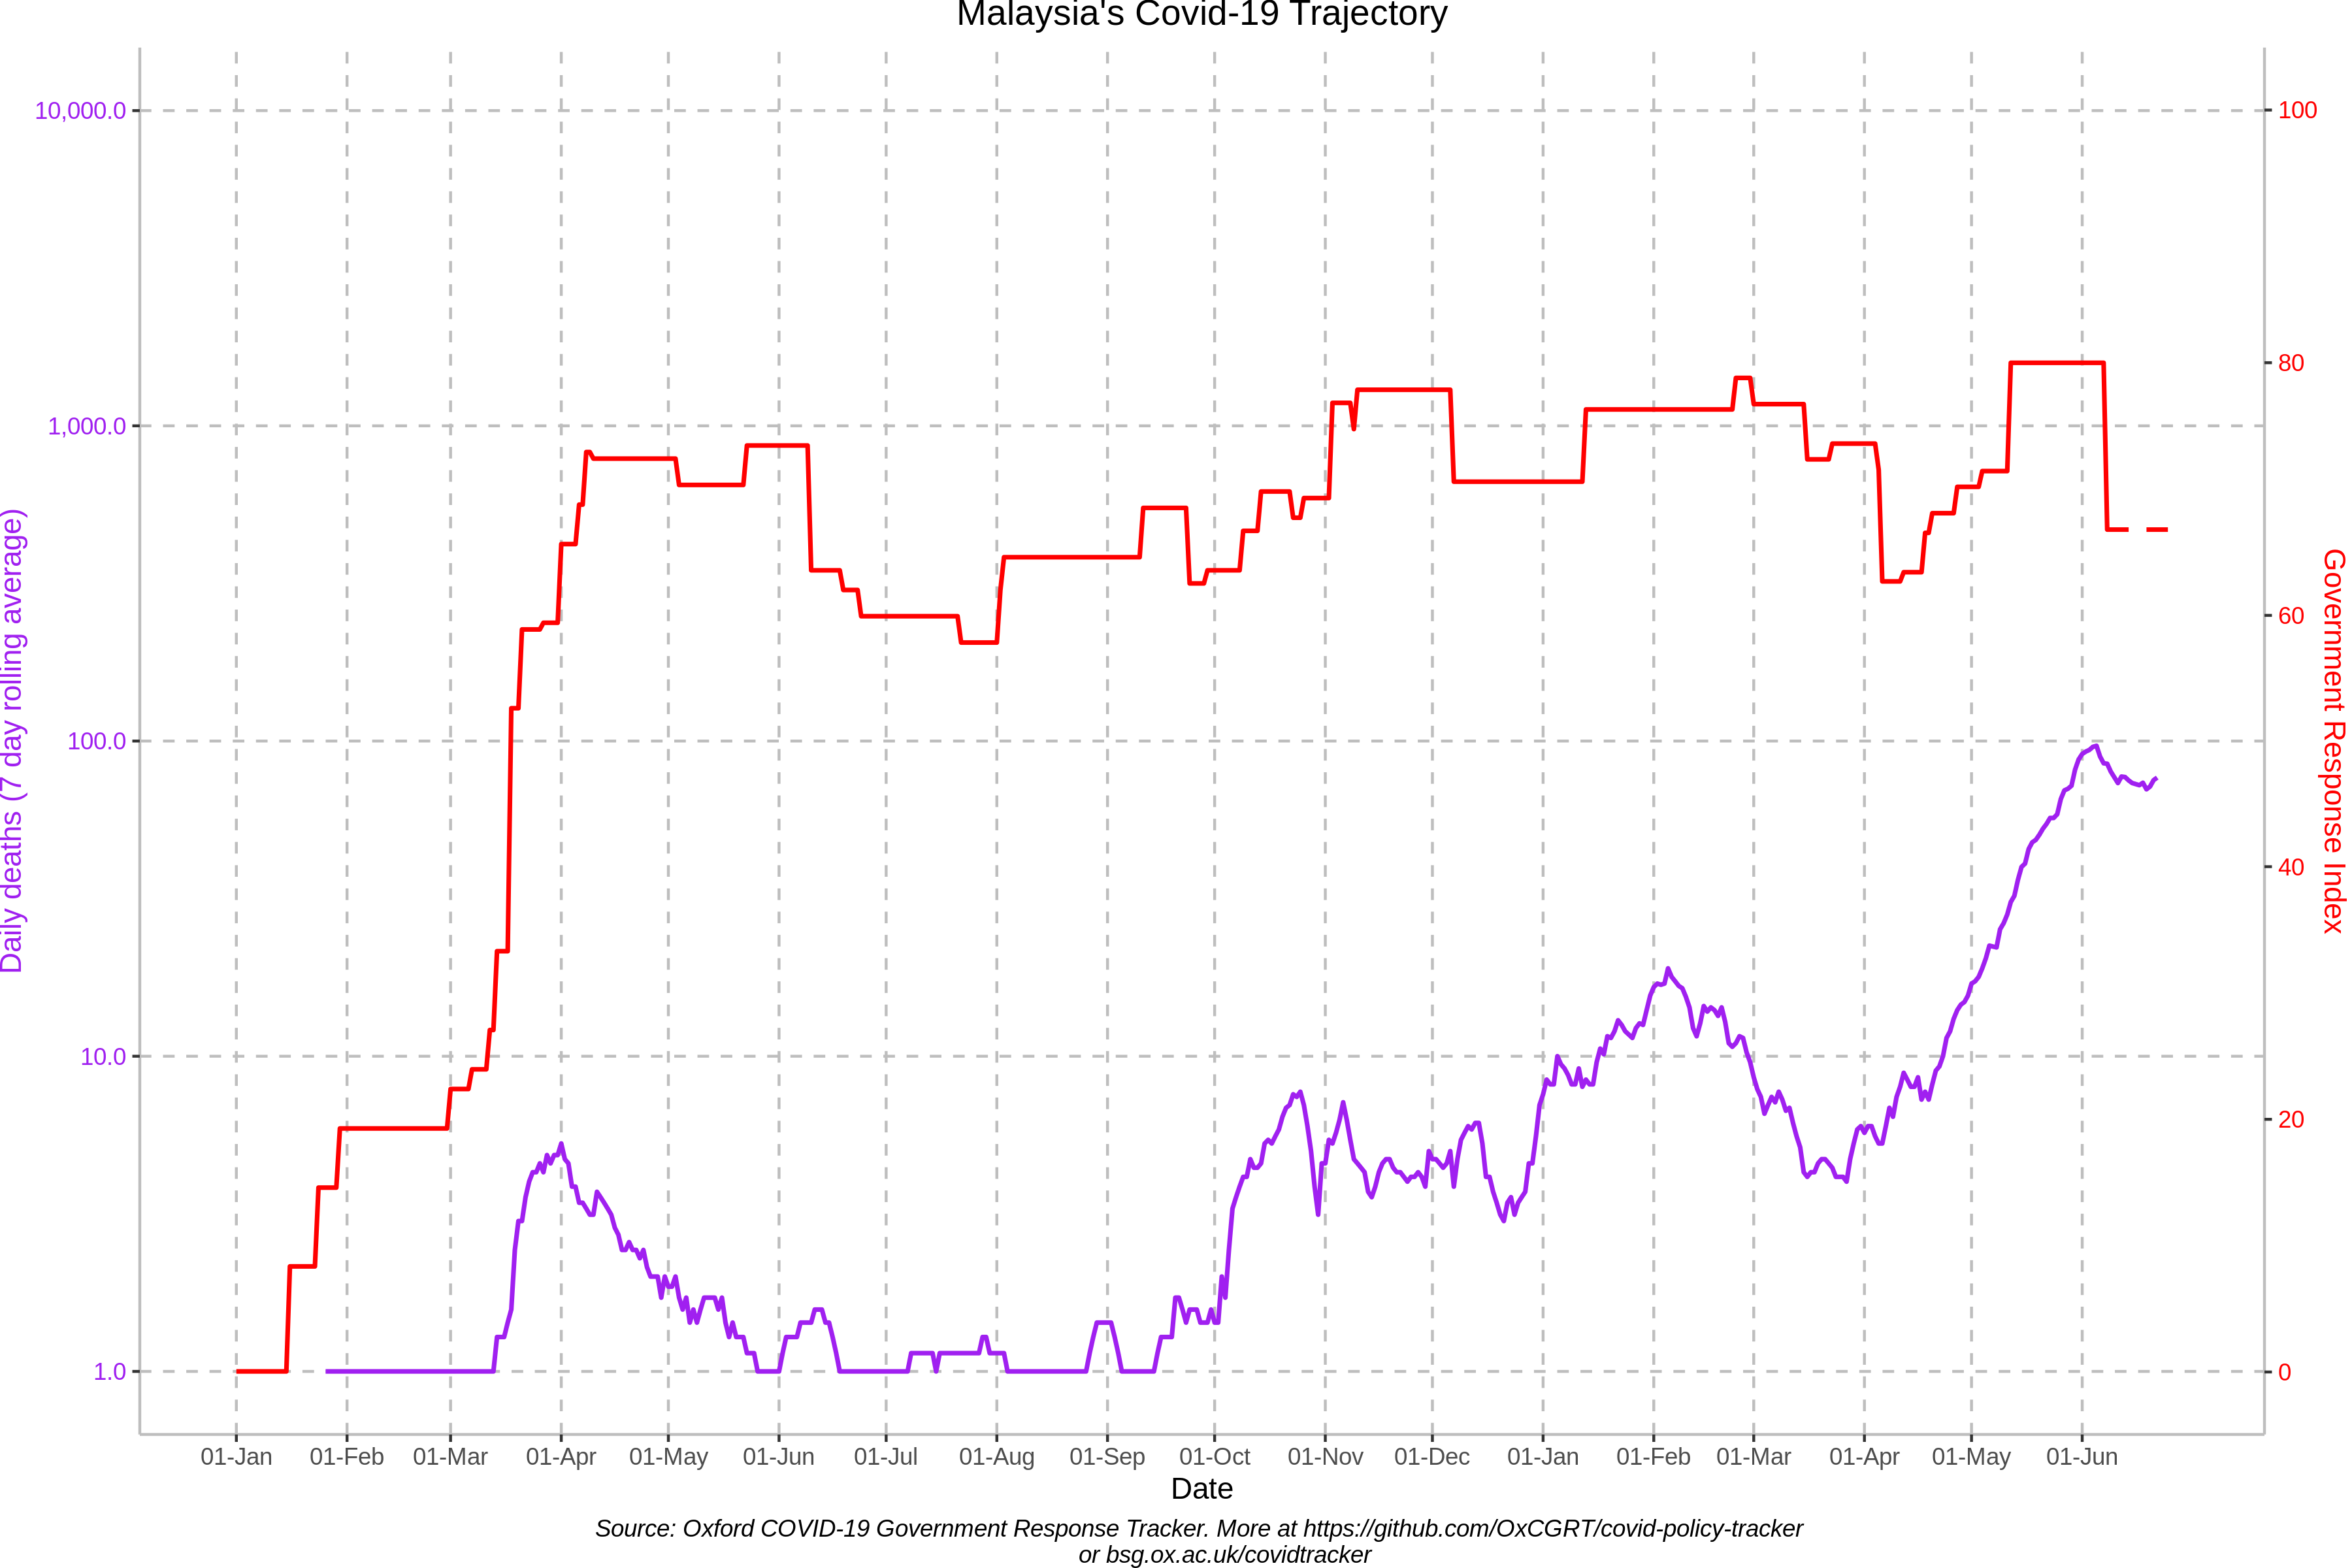 Malaysia's Covid-19 Trajectory
10,000.0
1,000.0
100.0
10.0
1.0
Daily deaths (7 day rolling average)
100
80
60
40
20
0
Government Response Index
01-Jan 01-Feb 01-Mar 01-Apr 01-May 01-Jun 01-Jul 01-Aug 01-Sep 01-Oct 01-Nov 01-Dec 01-Jan 01-Feb 01-Mar 01-Apr 01-May 01-Jun
Date
Source: Oxford COVID-19 Government Response Tracker. More at https://github.com/OxCGRT/covid-policy-tracker
or bsg.ox.ac.uk/covidtracker